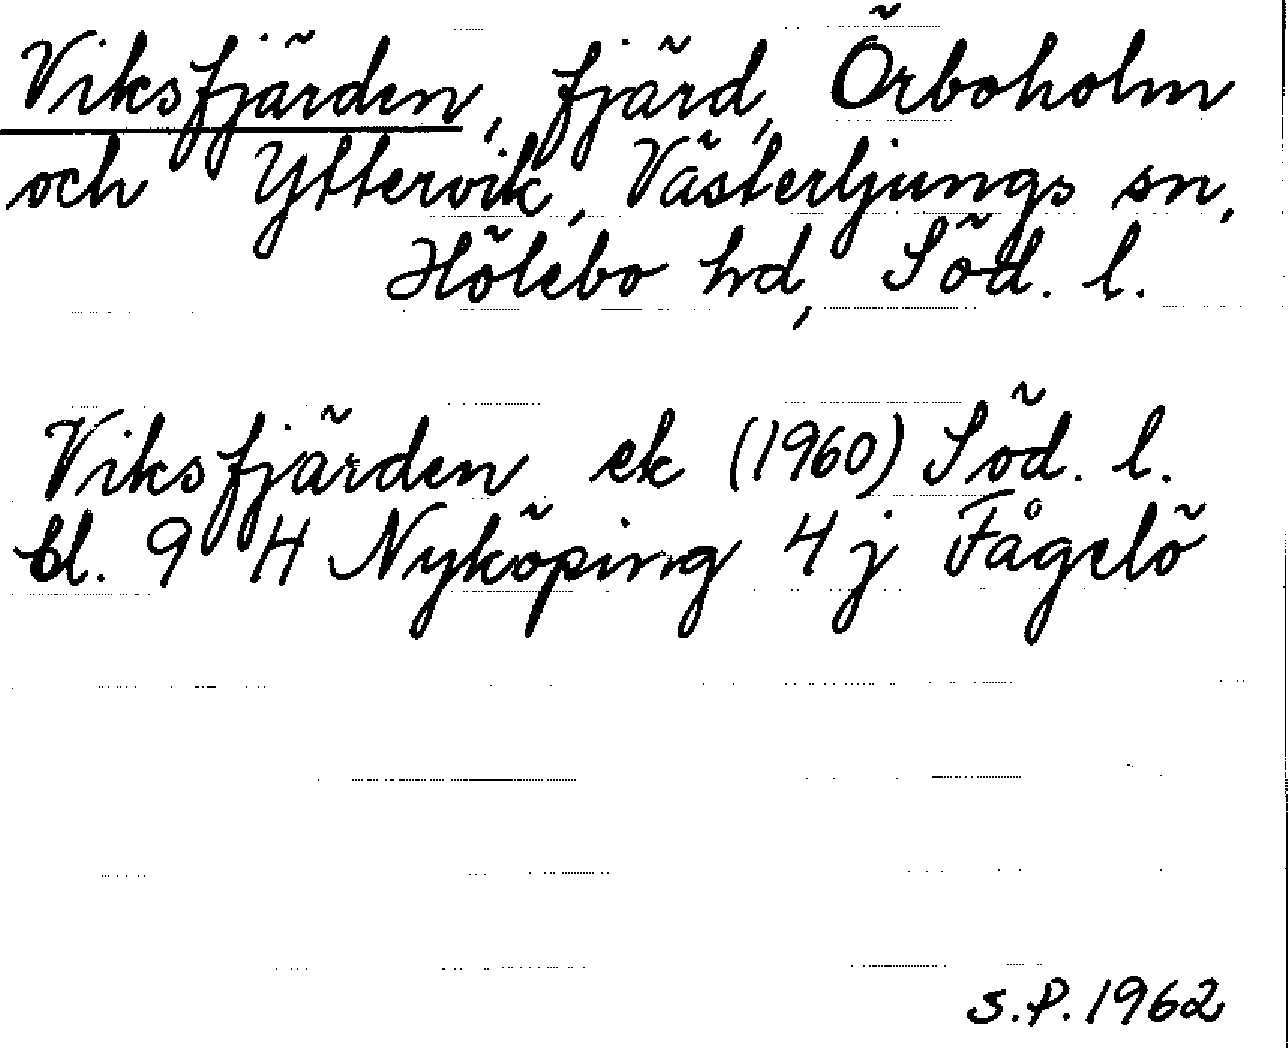 Viksfjärden, fjärd, Örboholm
och Yttervik, Västerljungs sn,
Hölebo hd, Söd. l.
Viksfjärden ek (1960) Söd. l.
bl. 9 H Nyköping 4 j Fågelö
S.P. 1962